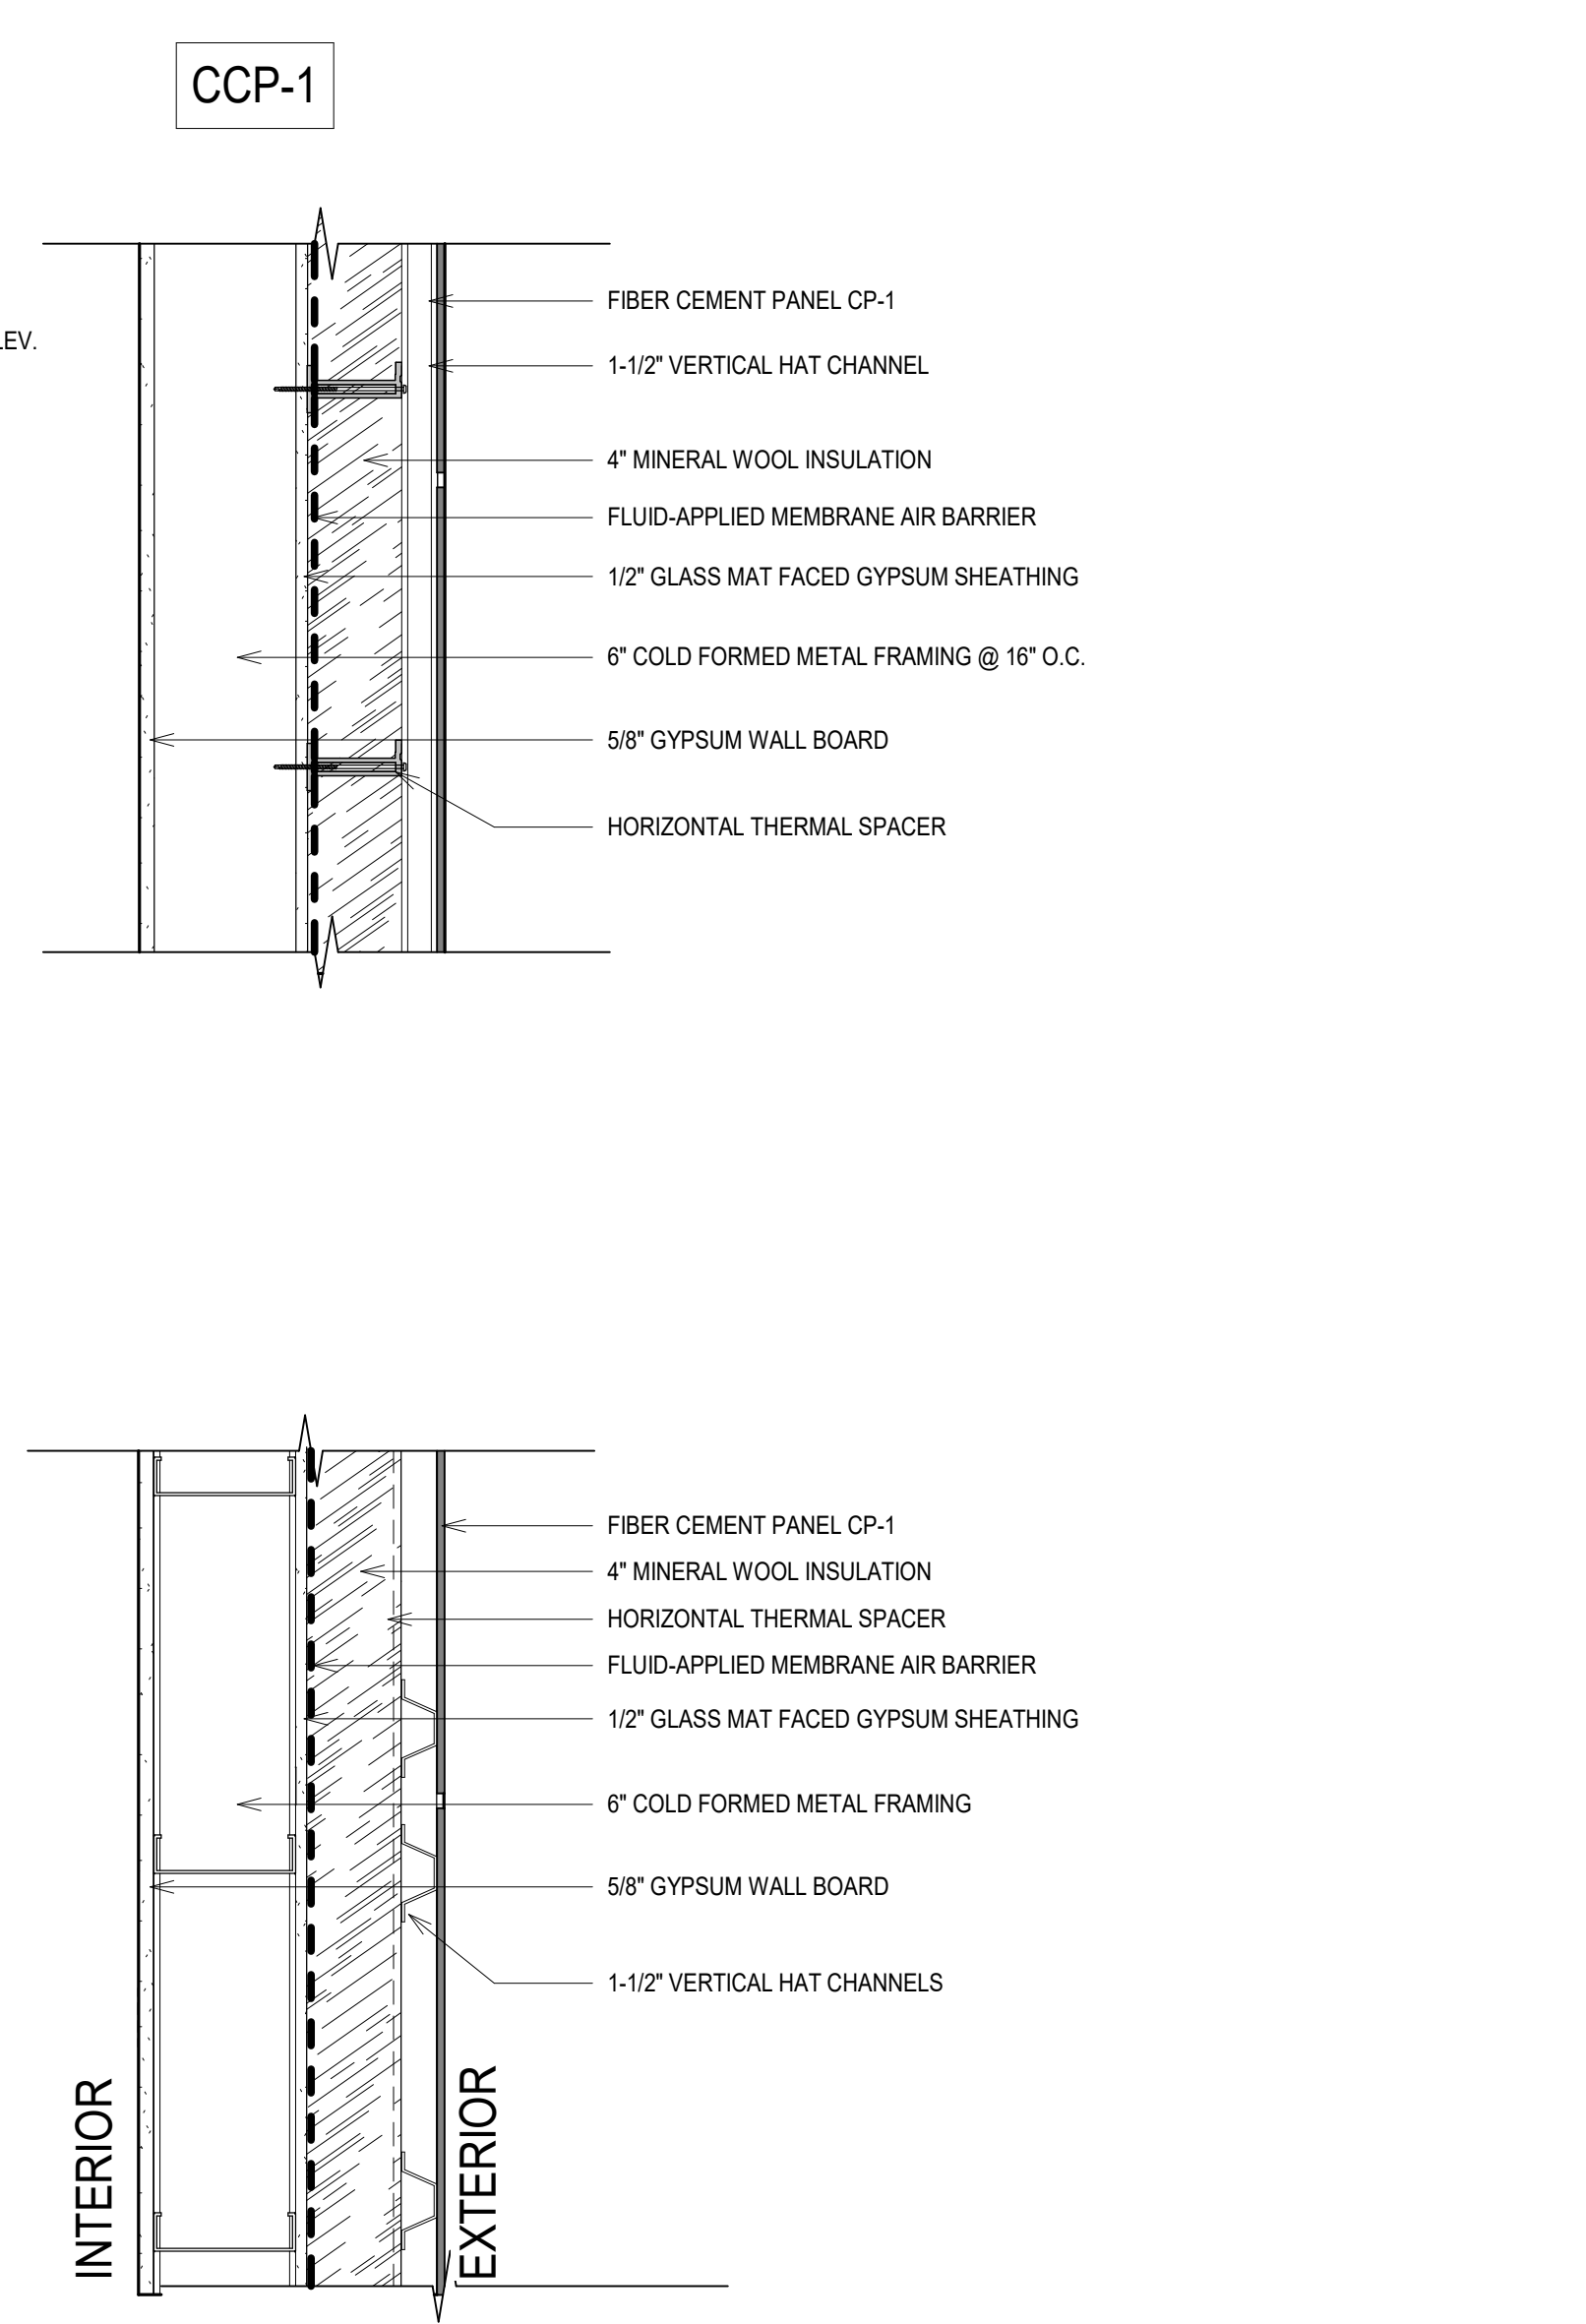 CCP-1
LEV.
FIBER CEMENT PANEL CP-1
1-1/2" VERTICAL HAT CHANNEL
4" MINERAL WOOL INSULATION
FLUID-APPLIED MEMBRANE AIR BARRIER
1/2" GLASS MAT FACED GYPSUM SHEATHING
6" COLD FORMED METAL FRAMING @ 16" O.C.
5/8" GYPSUM WALL BOARD
HORIZONTAL THERMAL SPACER
FIBER CEMENT PANEL CP-1
4" MINERAL WOOL INSULATION
HORIZONTAL THERMAL SPACER
FLUID-APPLIED MEMBRANE AIR BARRIER
1/2" GLASS MAT FACED GYPSUM SHEATHING
6" COLD FORMED METAL FRAMING
5/8" GYPSUM WALL BOARD
1-1/2" VERTICAL HAT CHANNELS
INTERIOR
EXTERIOR